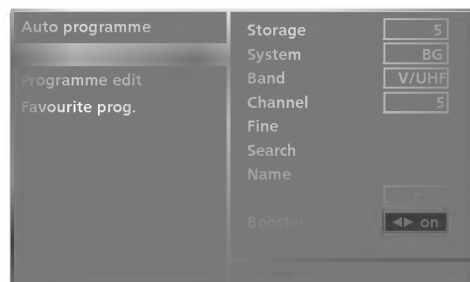 Auto programme
Programme edit
Favourite prog.
Storage 5
System BG
Band V/UHF
Channel 5
Fine
Search
Name
Booster ◀▶ on